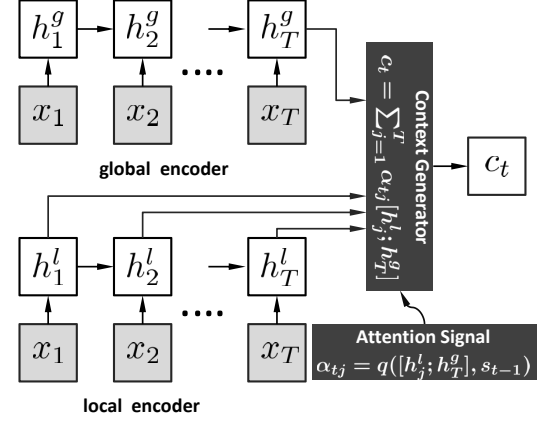 h_1^g h_2^g h_T^g
....
x_1 x_2 x_T
global encoder
h_1^l h_2^l h_T^l
....
x_1 x_2 x_T
local encoder
Context Generator
c_t = \sum_{j=1}^{T} \alpha_{tj}[h_j^l; h_T^g]
c_t
Attention Signal
\alpha_{tj} = q([h_j^l; h_T^g], s_{t-1})